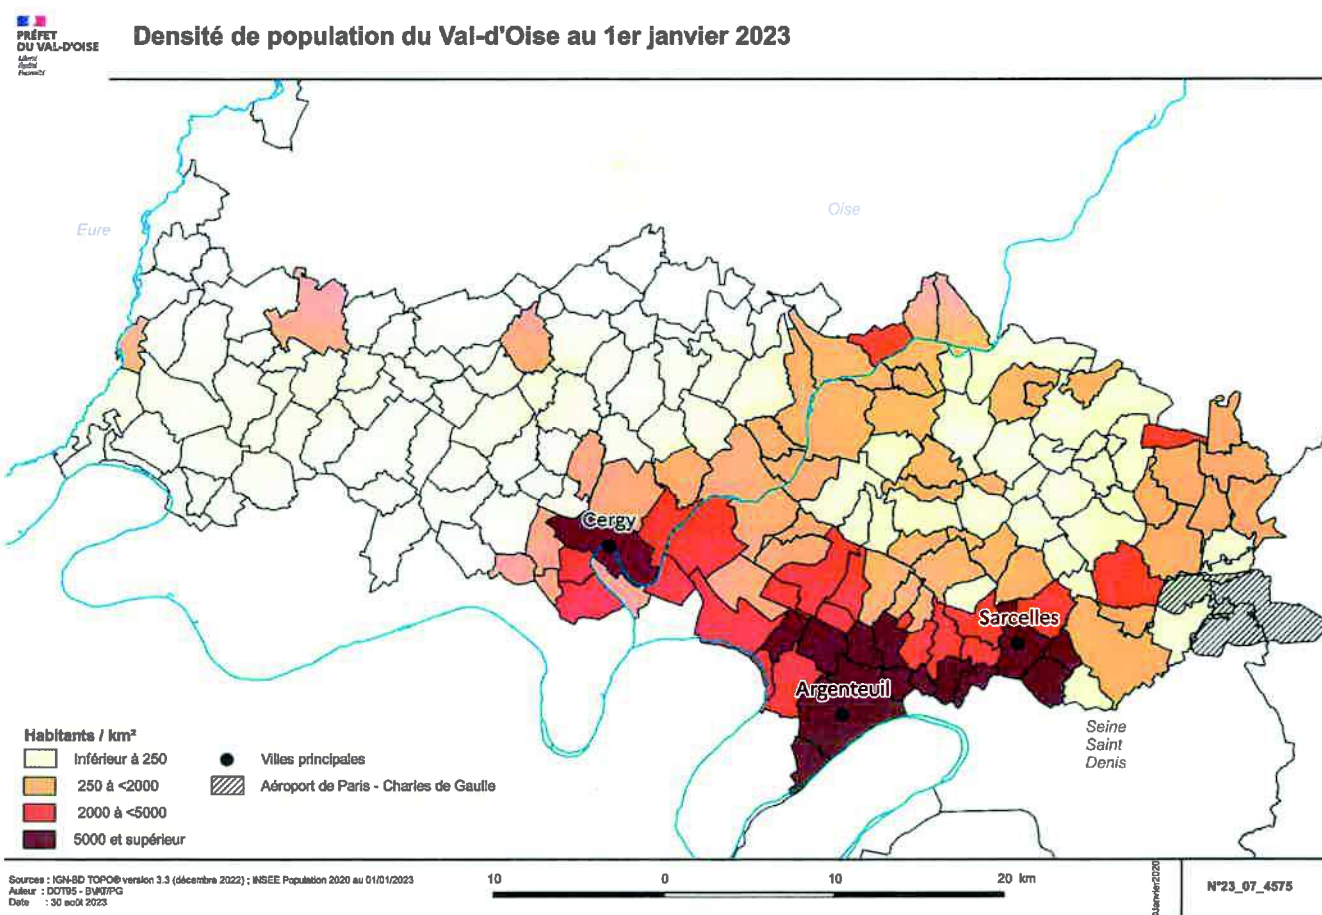 PRÉFET
DU VAL-D'OISE
Liberté
Égalité
Fraternité
Densité de population du Val-d'Oise au 1er janvier 2023
Eure
Oise
Cergy
Sarcelles
Argenteuil
Seine
Saint
Denis
Habitants / km²
Inférieur à 250
250 à <2000
2000 à <5000
5000 et supérieur
Villes principales
Aéroport de Paris - Charles de Gaulle
Sources : IGN-BD TOPO® version 3.3 (décembre 2022) ; INSEE Population 2020 au 01/01/2023
Auteur : DDT95 - BVAT/PG
Date : 30 août 2023
10 0 10 20 km
N°23_07_4575